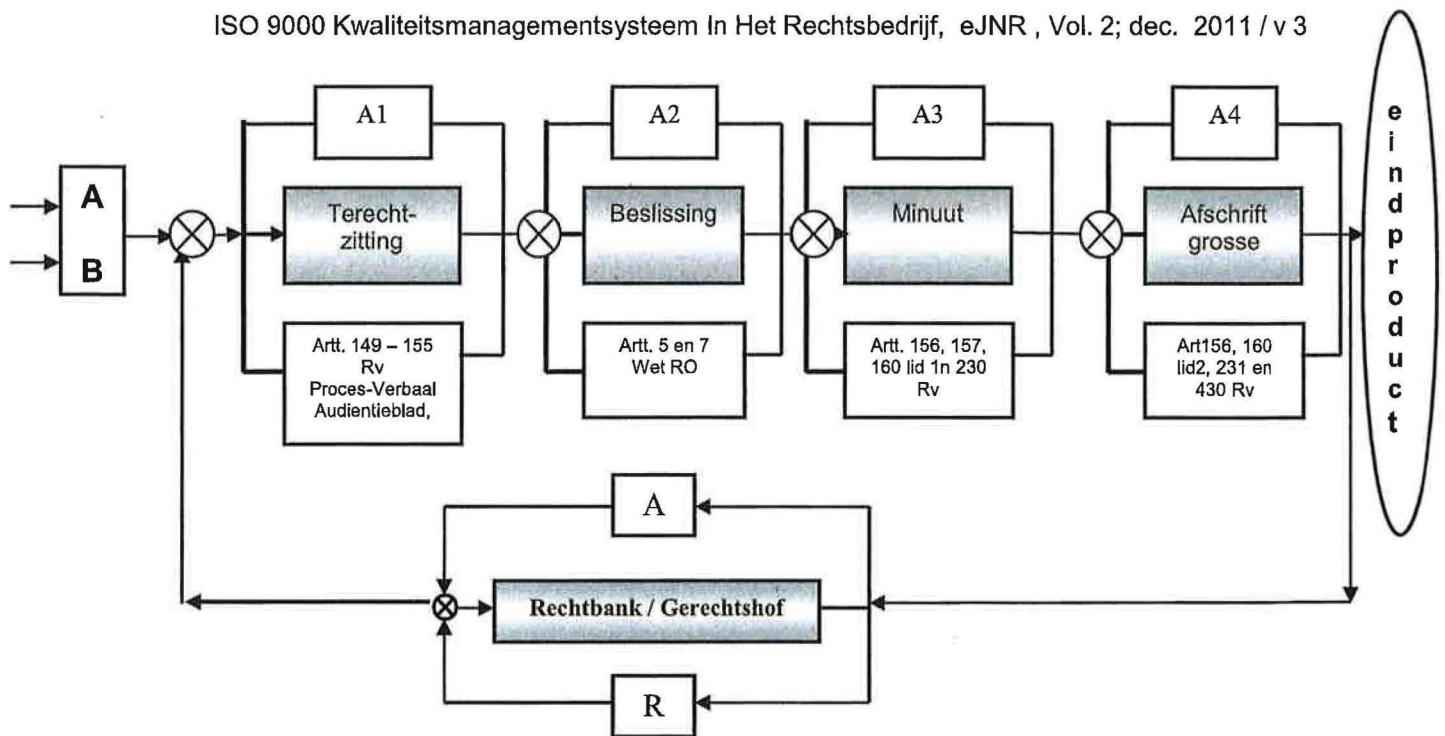 ISO 9000 Kwaliteitsmanagementsysteem In Het Rechtsbedrijf, eJNR , Vol. 2; dec. 2011 / v 3
A
B
A1
Terecht-
zitting
Artt. 149 – 155
Rv
Proces-Verbaal
Audientieblad,
A2
Beslissing
Artt. 5 en 7
Wet RO
A3
Minuut
Artt. 156, 157,
160 lid 1n 230
Rv
A4
Afschrift
grosse
Art156, 160
lid2, 231 en
430 Rv
eindproduct
A
Rechtbank / Gerechtshof
R